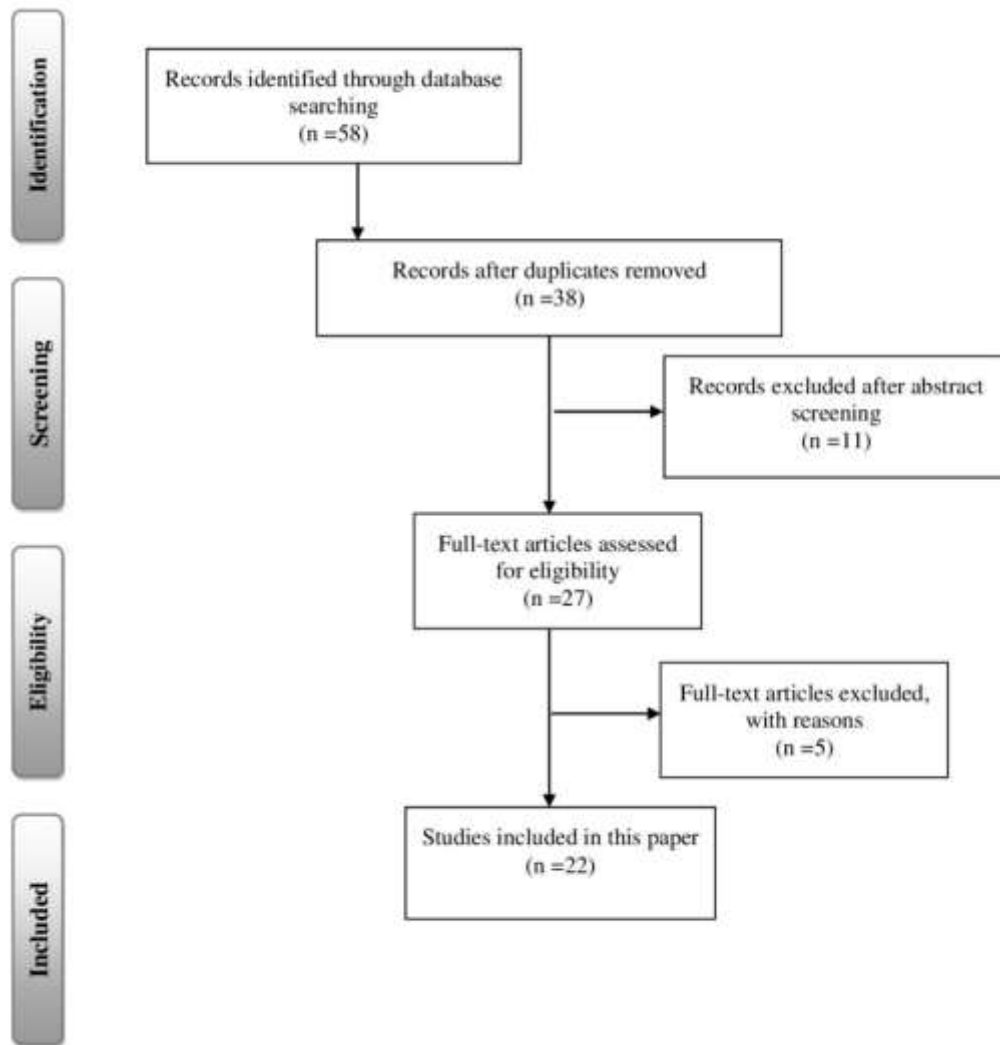 Identification
Records identified through database
searching
(n =58)
Records after duplicates removed
(n =38)
Screening
Records excluded after abstract
screening
(n =11)
Full-text articles assessed
for eligibility
(n =27)
Eligibility
Full-text articles excluded,
with reasons
(n =5)
Studies included in this paper
(n =22)
Included